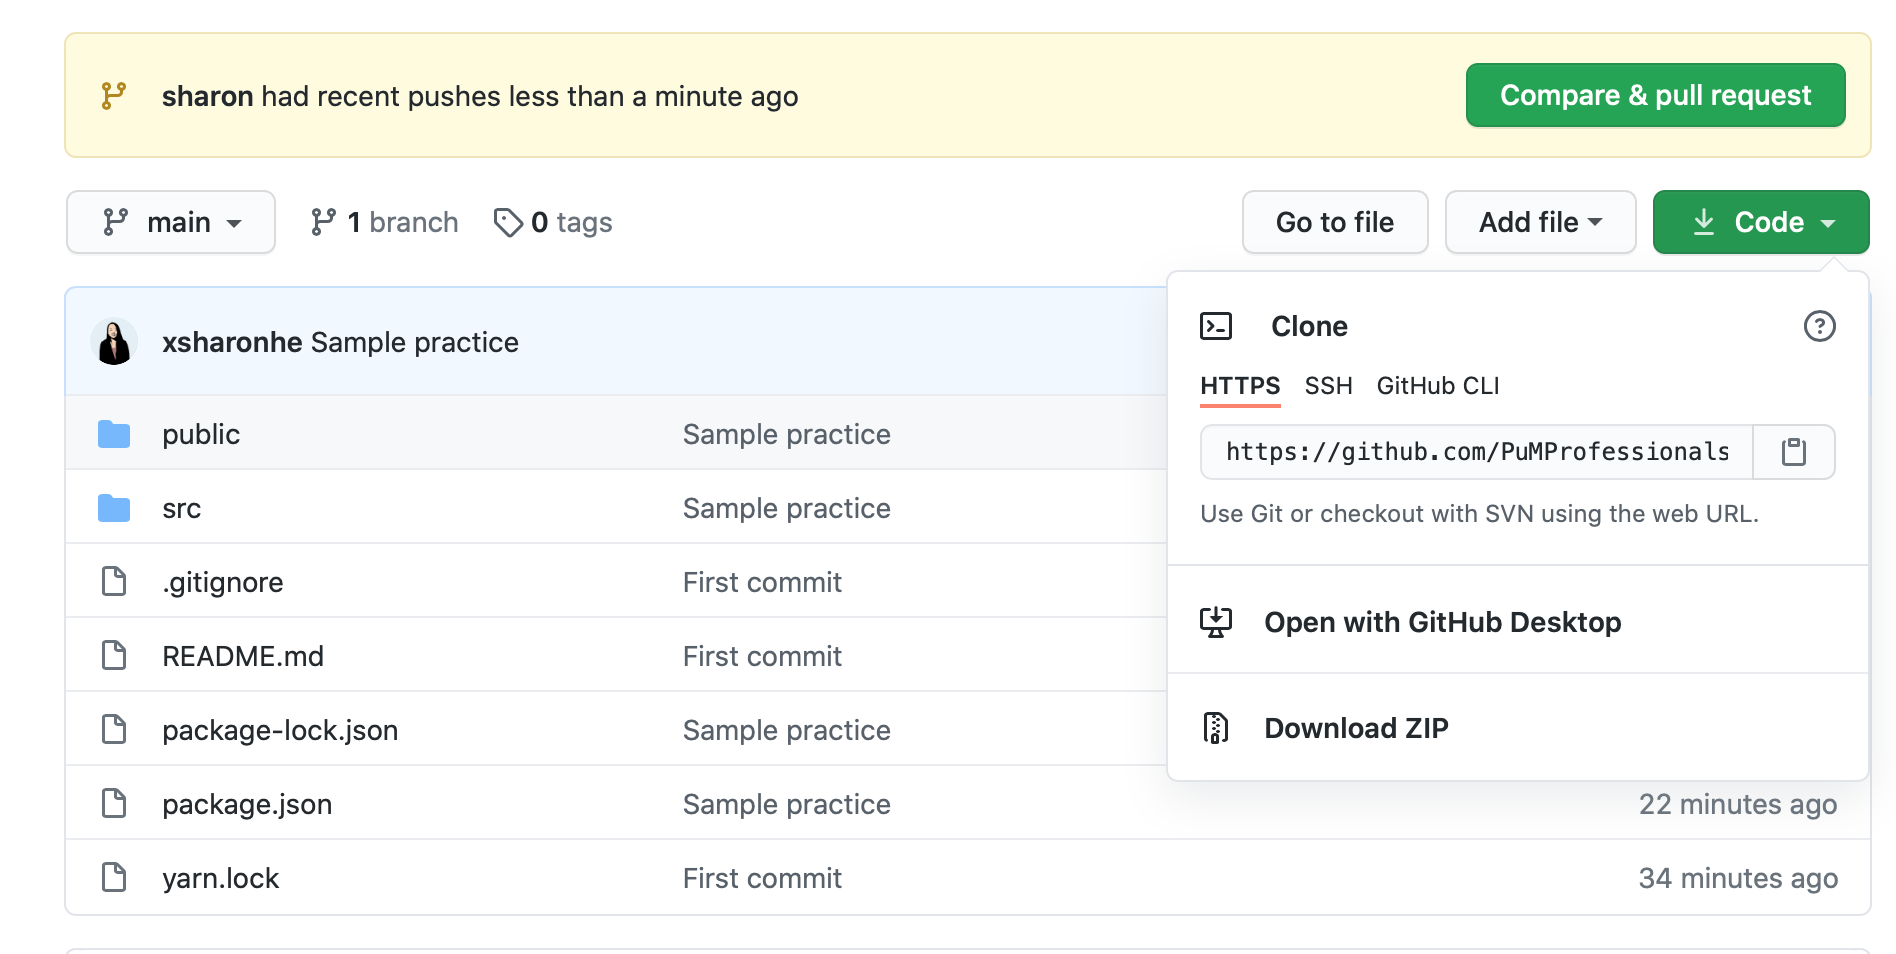 sharon had recent pushes less than a minute ago
Compare & pull request
main
1 branch
0 tags
Go to file
Add file
Code
xsharonhe Sample practice
Clone
HTTPS SSH GitHub CLI
https://github.com/PuMProfessionals
Use Git or checkout with SVN using the web URL.
Open with GitHub Desktop
Download ZIP
public Sample practice
src Sample practice
.gitignore First commit
README.md First commit
package-lock.json Sample practice
package.json Sample practice 22 minutes ago
yarn.lock First commit 34 minutes ago